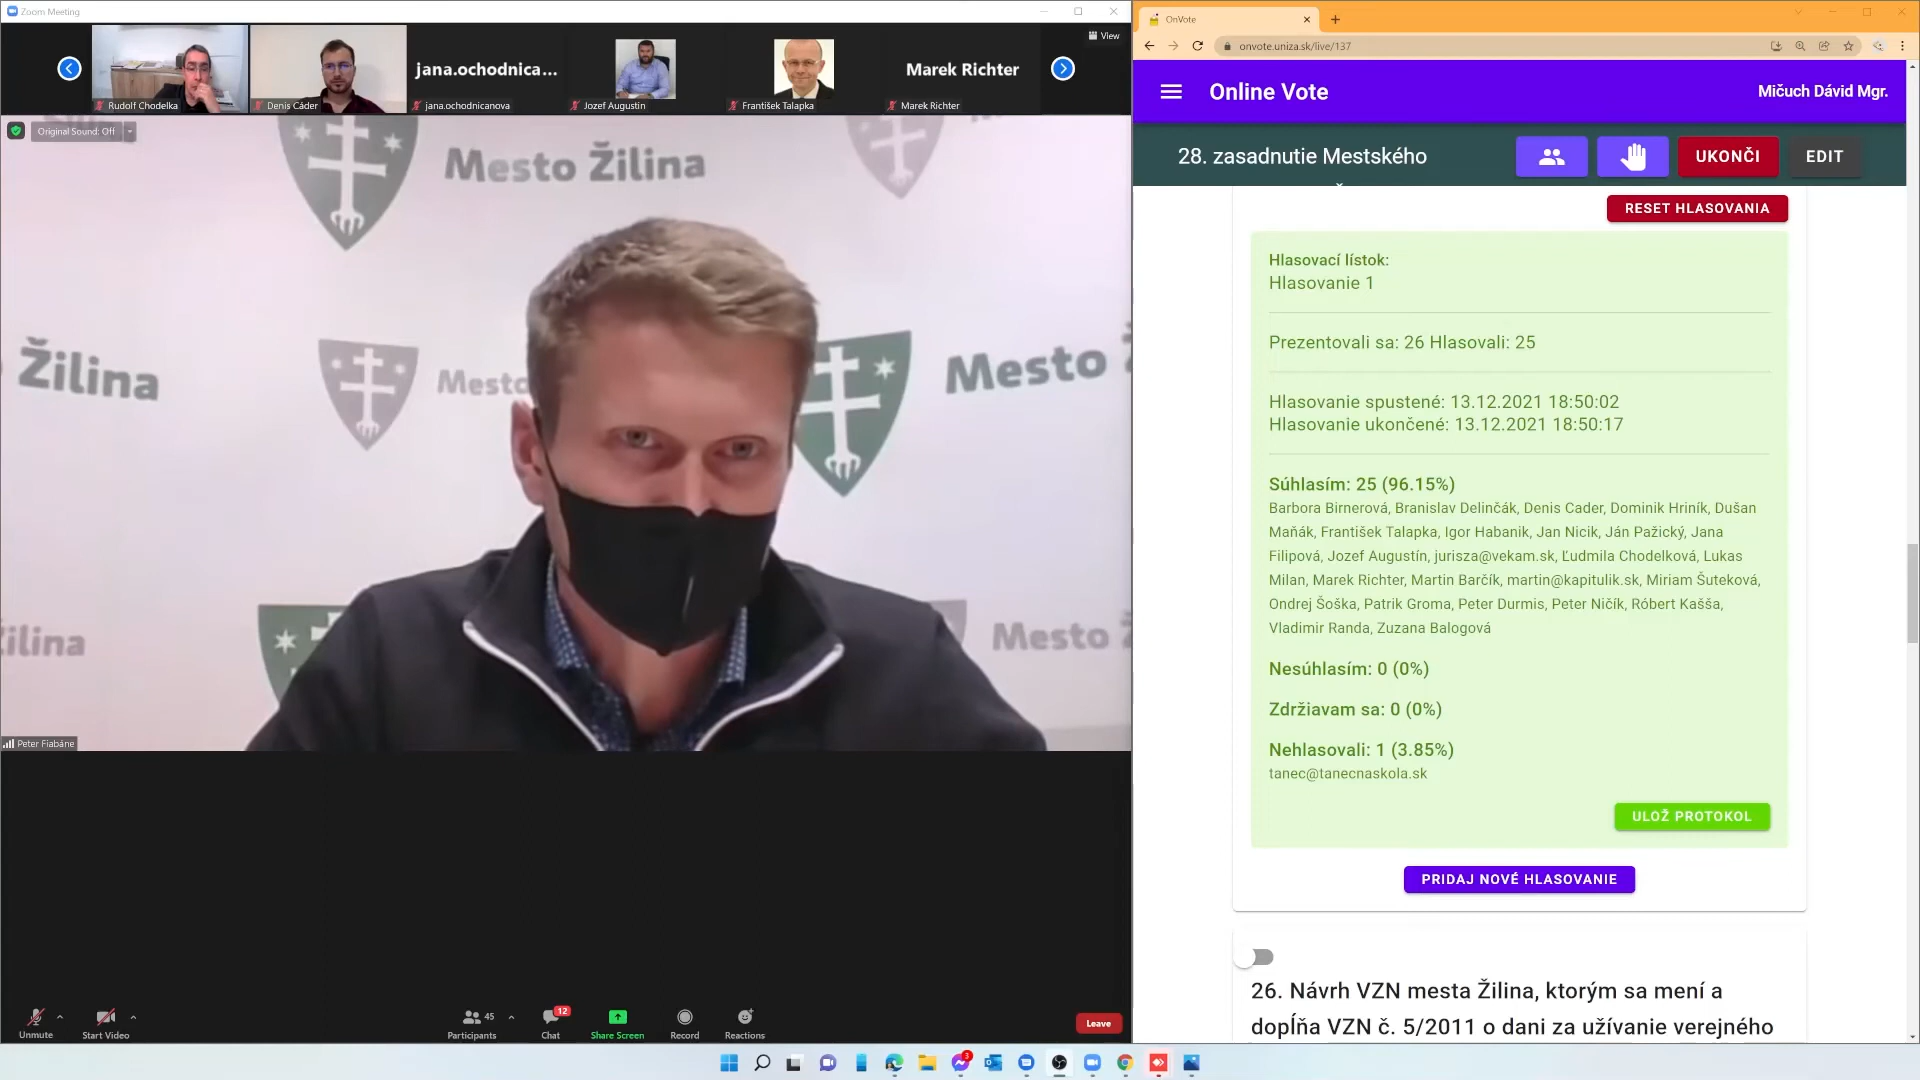 Zoom Meeting
View
jana.ochodnica...
Marek Richter
Rudolf Chodelka
Denis Cáder
jana.ochodnicanova
Jozef Augustin
František Talapka
Marek Richter
Original Sound: Off
Mesto Žilina
Žilina
Mesto
Mesto
ilina
Mesto
Peter Fiabáne
Unmute
Start Video
45
Participants
12
Chat
Share Screen
Record
Reactions
Leave
OnVote
onvote.uniza.sk/live/137
Online Vote
Mičuch Dávid Mgr.
28. zasadnutie Mestského
UKONČI
EDIT
RESET HLASOVANIA
Hlasovací lístok:
Hlasovanie 1
Prezentovali sa: 26 Hlasovali: 25
Hlasovanie spustené: 13.12.2021 18:50:02
Hlasovanie ukončené: 13.12.2021 18:50:17
Súhlasím: 25 (96.15%)
Barbora Birnerová, Branislav Delinčák, Denis Cader, Dominik Hriník, Dušan
Maňák, František Talapka, Igor Habanik, Jan Nicik, Ján Pažický, Jana
Filipová, Jozef Augustín, jurisza@vekam.sk, Ľudmila Chodelková, Lukas
Milan, Marek Richter, Martin Barčík, martin@kapitulik.sk, Miriam Šuteková,
Ondrej Šoška, Patrik Groma, Peter Durmis, Peter Ničík, Róbert Kašša,
Vladimir Randa, Zuzana Balogová
Nesúhlasím: 0 (0%)
Zdržiavam sa: 0 (0%)
Nehlasovali: 1 (3.85%)
tanec@tanecnaskola.sk
ULOŽ PROTOKOL
PRIDAJ NOVÉ HLASOVANIE
26. Návrh VZN mesta Žilina, ktorým sa mení a
dopĺňa VZN č. 5/2011 o dani za užívanie verejného
3